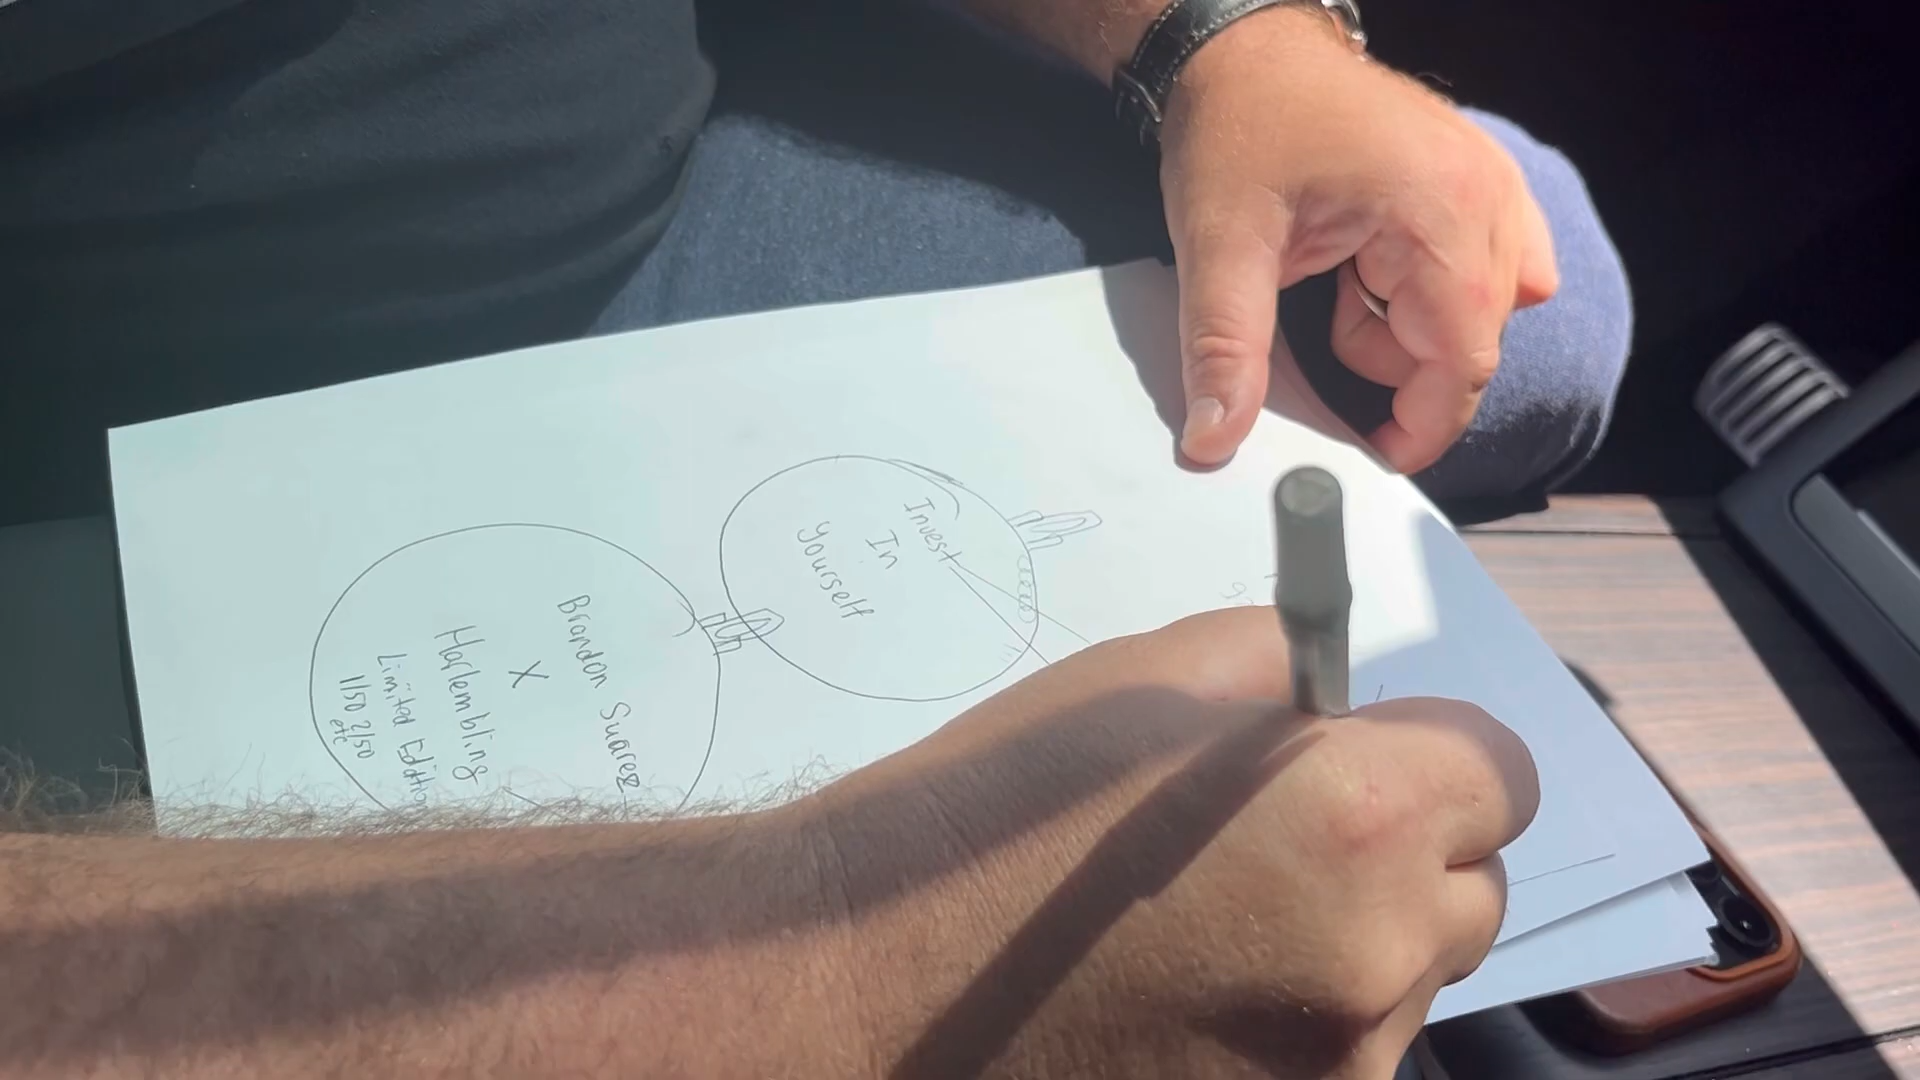 Invest
In
yourself
Brandon Suarez
X
Harlembling
Limited Edition
1/50 2/50
etc